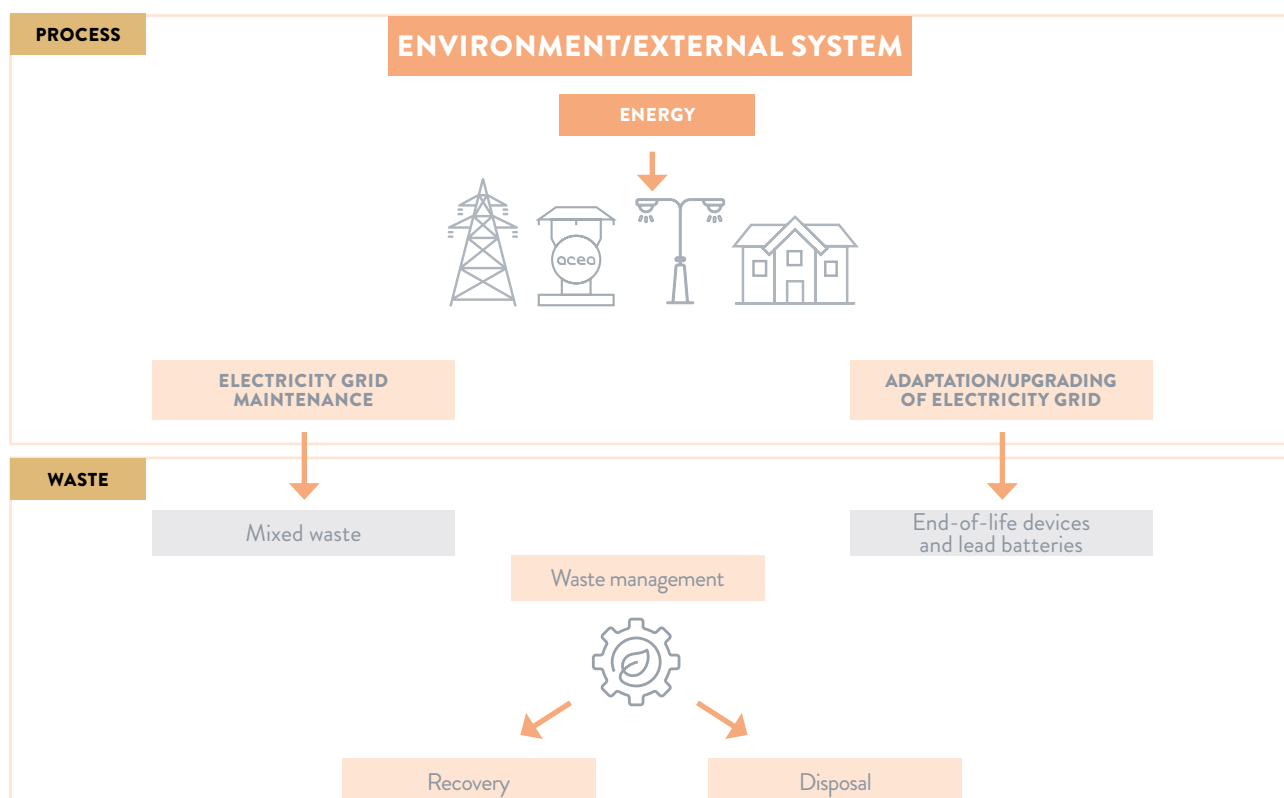 PROCESS
ENVIRONMENT/EXTERNAL SYSTEM
ENERGY
acea
ELECTRICITY GRID
MAINTENANCE
ADAPTATION/UPGRADING
OF ELECTRICITY GRID
WASTE
Mixed waste
End-of-life devices
and lead batteries
Waste management
Recovery
Disposal